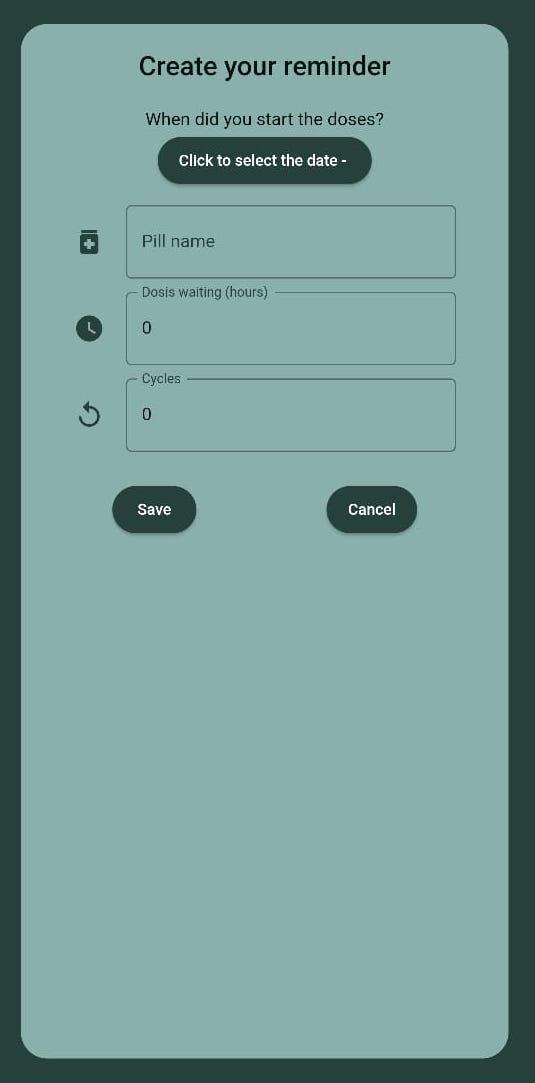 Create your reminder
When did you start the doses?
Click to select the date -
Pill name
Dosis waiting (hours)
0
Cycles
0
Save
Cancel